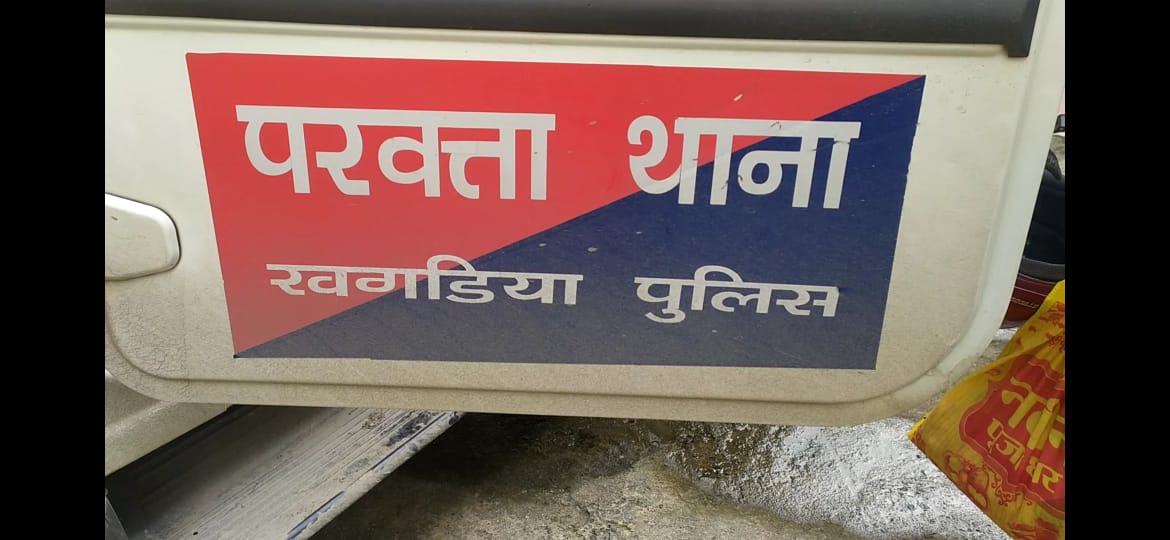 परवत्ता थाना
खगडिया पुलिस
पूजा